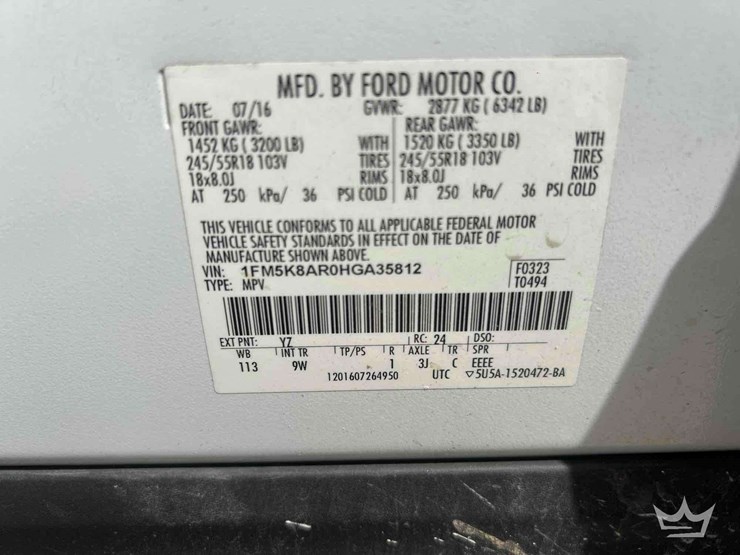 MFD. BY FORD MOTOR CO.
DATE: 07/16 GVWR: 2877 KG ( 6342 LB)
FRONT GAWR: REAR GAWR:
1452 KG ( 3200 LB) WITH 1520 KG ( 3350 LB) WITH
245/55R18 103V TIRES 245/55R18 103V TIRES
18x8.0J RIMS 18x8.0J RIMS
AT 250 kPa/ 36 PSI COLD AT 250 kPa/ 36 PSI COLD
THIS VEHICLE CONFORMS TO ALL APPLICABLE FEDERAL MOTOR
VEHICLE SAFETY STANDARDS IN EFFECT ON THE DATE OF
MANUFACTURE SHOWN ABOVE.
VIN: 1FM5K8AR0HGA35812 F0323
TYPE: MPV T0494
EXT PNT: YZ RC: 24 DSO:
WB INT TR TP/PS R AXLE TR SPR
113 9W 1 3J C EEEE
1201607264950 UTC ▽5U5A-1520472-BA